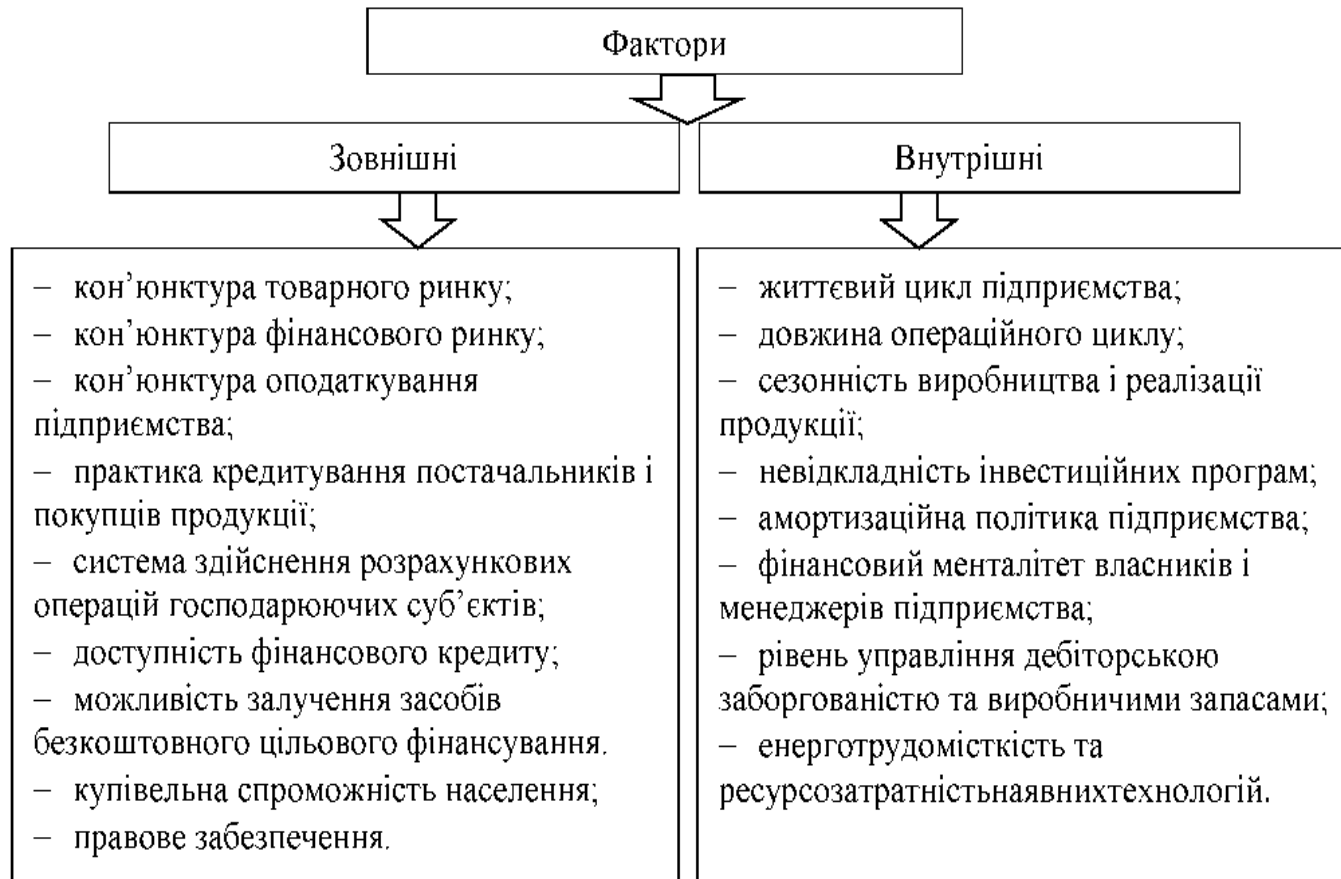 Фактори
Зовнішні
Внутрішні
– кон’юнктура товарного ринку;
– кон’юнктура фінансового ринку;
– кон’юнктура оподаткування
підприємства;
– практика кредитування постачальників і
покупців продукції;
– система здійснення розрахункових
операцій господарюючих суб’єктів;
– доступність фінансового кредиту;
– можливість залучення засобів
безкоштовного цільового фінансування.
– купівельна спроможність населення;
– правове забезпечення.
– життєвий цикл підприємства;
– довжина операційного циклу;
– сезонність виробництва і реалізації
продукції;
– невідкладність інвестиційних програм;
– амортизаційна політика підприємства;
– фінансовий менталітет власників і
менеджерів підприємства;
– рівень управління дебіторською
заборгованістю та виробничими запасами;
– енерготрудомісткість та
ресурсозатратністьнаявнихтехнологій.